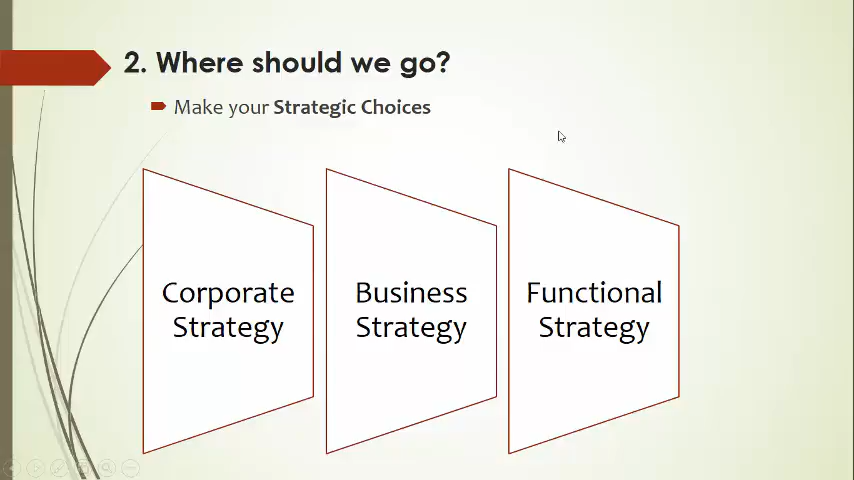 2. Where should we go?
Make your Strategic Choices
Corporate
Strategy
Business
Strategy
Functional
Strategy